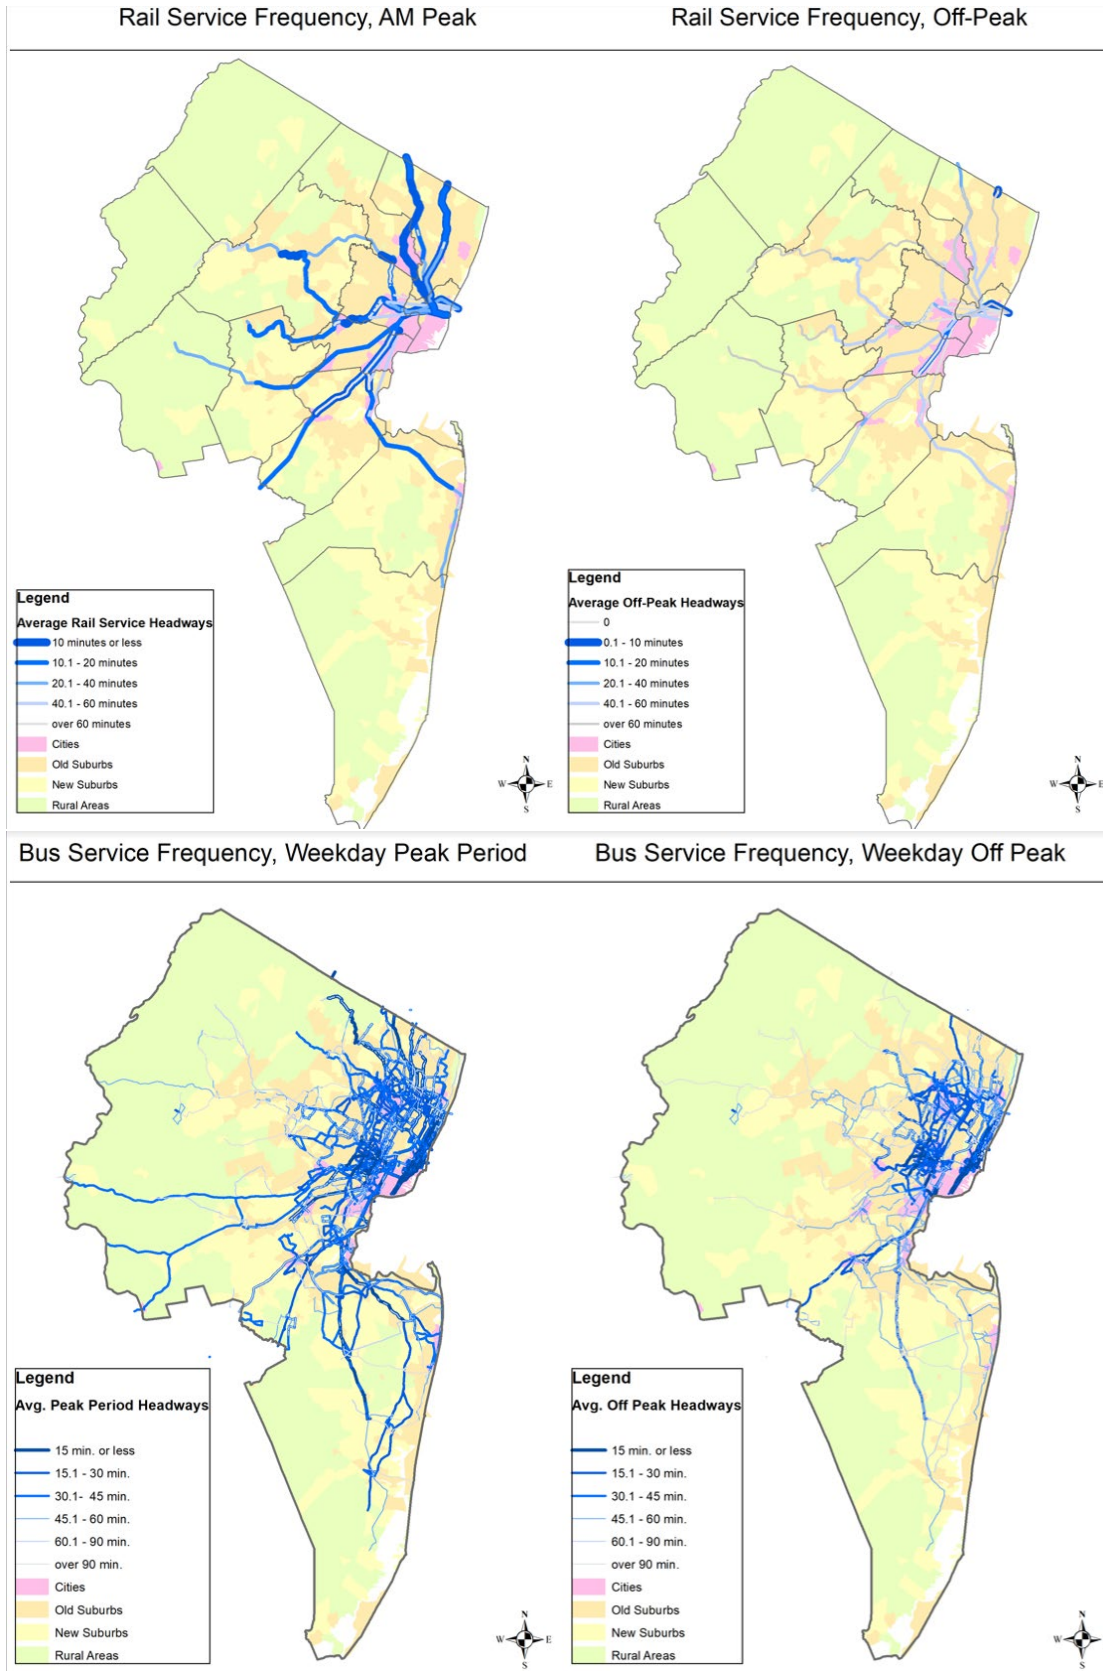 Rail Service Frequency, AM Peak
Rail Service Frequency, Off-Peak
Legend
Average Rail Service Headways
10 minutes or less
10.1 - 20 minutes
20.1 - 40 minutes
40.1 - 60 minutes
over 60 minutes
Cities
Old Suburbs
New Suburbs
Rural Areas
N
W
E
S
Legend
Average Off-Peak Headways
0
0.1 - 10 minutes
10.1 - 20 minutes
20.1 - 40 minutes
40.1 - 60 minutes
over 60 minutes
Cities
Old Suburbs
New Suburbs
Rural Areas
N
W
E
S
Bus Service Frequency, Weekday Peak Period
Bus Service Frequency, Weekday Off Peak
Legend
Avg. Peak Period Headways
15 min. or less
15.1 - 30 min.
30.1- 45 min.
45.1 - 60 min.
60.1 - 90 min.
over 90 min.
Cities
Old Suburbs
New Suburbs
Rural Areas
N
W
E
S
Legend
Avg. Off Peak Headways
15 min. or less
15.1 - 30 min.
30.1 - 45 min.
45.1 - 60 min.
60.1 - 90 min.
over 90 min.
Cities
Old Suburbs
New Suburbs
Rural Areas
N
W
S